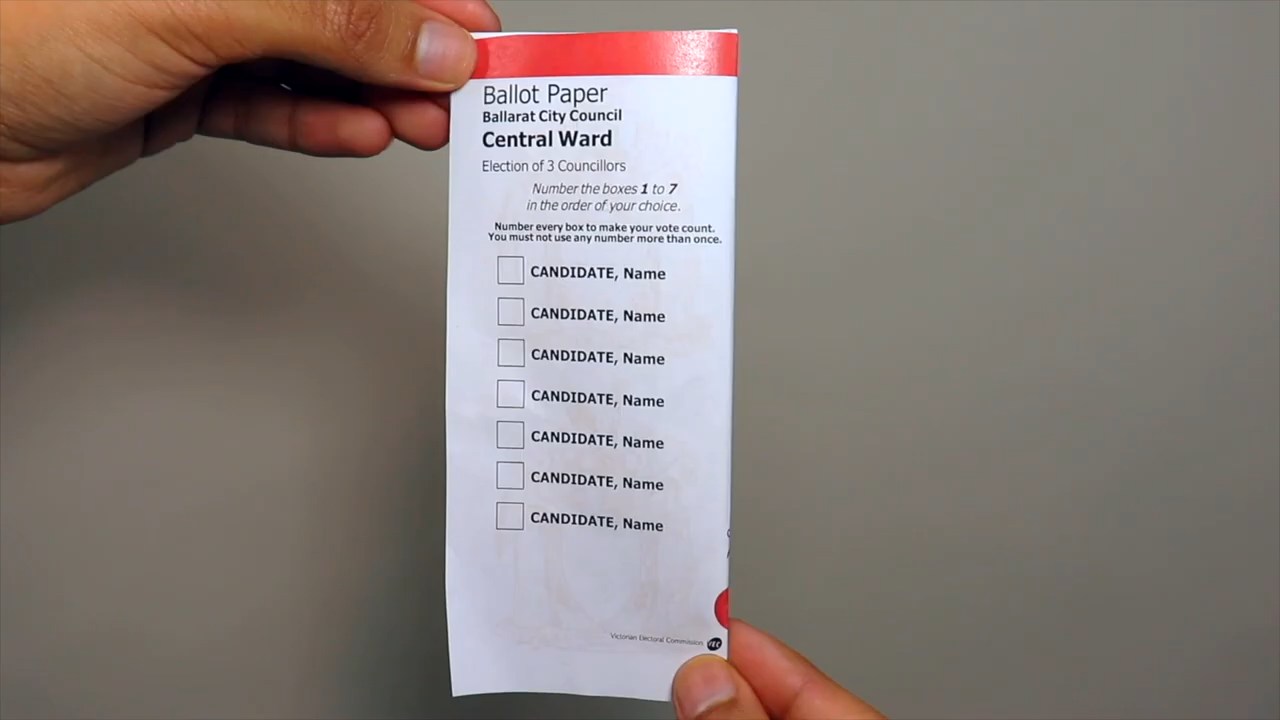 Ballot Paper
Ballarat City Council
Central Ward
Election of 3 Councillors
Number the boxes 1 to 7
in the order of your choice.
Number every box to make your vote count.
You must not use any number more than once.
CANDIDATE, Name
CANDIDATE, Name
CANDIDATE, Name
CANDIDATE, Name
CANDIDATE, Name
CANDIDATE, Name
CANDIDATE, Name
Victorian Electoral Commission